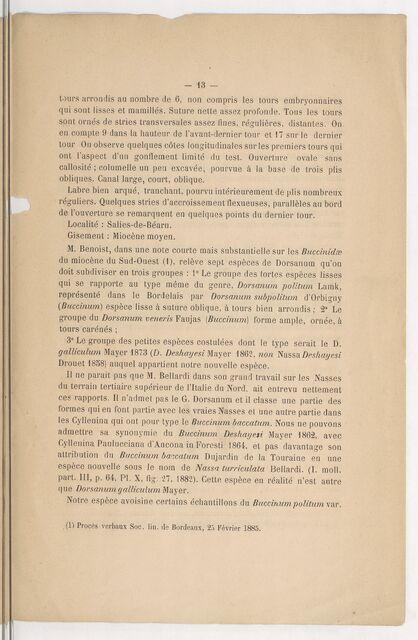 — 13 —
tours arrondis au nombre de 6, non compris les tours embryonnaires
qui sont lisses et mamillés. Suture nette assez profonde. Tous les tours
sont ornés de stries transversales assez fines, régulières, distantes. On
en compte 9 dans la hauteur de l'avant-dernier tour et 17 sur le dernier
tour On observe quelques côtes longitudinales sur les premiers tours qui
ont l'aspect d'un gonflement limité du test. Ouverture ovale sans
callosité ; columelle un peu excavée, pourvue à la base de trois plis
obliques. Canal large, court, oblique.
Labre bien arqué, tranchant, pourvu intérieurement de plis nombreux
réguliers. Quelques stries d'accroissement flexueuses, parallèles au bord
de l'ouverture se remarquent en quelques points du dernier tour.
Localité : Salies-de-Béarn.
Gisement : Miocène moyen.
M. Benoist, dans une note courte mais substantielle sur les Buccinidæ
du miocène du Sud-Ouest (1), relève sept espèces de Dorsanum qu'on
doit subdiviser en trois groupes : 1° Le groupe des fortes espèces lisses
qui se rapporte au type même du genre, Dorsanum politum Lamk,
représenté dans le Bordelais par Dorsanum subpolitum d'Orbigny
(Buccinum) espèce lisse à suture oblique, à tours bien arrondis ; 2° Le
groupe du Dorsanum veneris Faujas (Buccinum) forme ample, ornée, à
tours carénés ;
3° Le groupe des petites espèces costulées dont le type serait le D.
galliculum Mayer 1873 (D. Deshayesi Mayer 1862, non Nassa Deshayesi
Drouet 1858) auquel appartient notre nouvelle espèce.
Il ne parait pas que M. Bellardi dans son grand travail sur les Nasses
du terrain tertiaire supérieur de l'Italie du Nord, ait entrevu nettement
ces rapports. Il n'admet pas le G. Dorsanum et il classe une partie des
formes qui en font partie avec les vraies Nasses et une autre partie dans
les Cyllenina qui ont pour type le Buccinum baccatum. Nous ne pouvons
admettre sa synonymie du Buccinum Deshayesi Mayer 1862, avec
Cyllenina Paulucciana d'Ancona in Foresti 1864, et pas davantage son
attribution du Buccinum baccatum Dujardin de la Touraine en une
espèce nouvelle sous le nom de Nassa turriculata Bellardi. (I. moll.
part. III, p. 64, Pl. X, fig. 27, 1882). Cette espèce en réalité n'est autre
que Dorsanum galliculum Mayer.
Notre espèce avoisine certains échantillons du Buccinum politum var.
(1) Procès verbaux Soc. lin. de Bordeaux, 25 Février 1885.